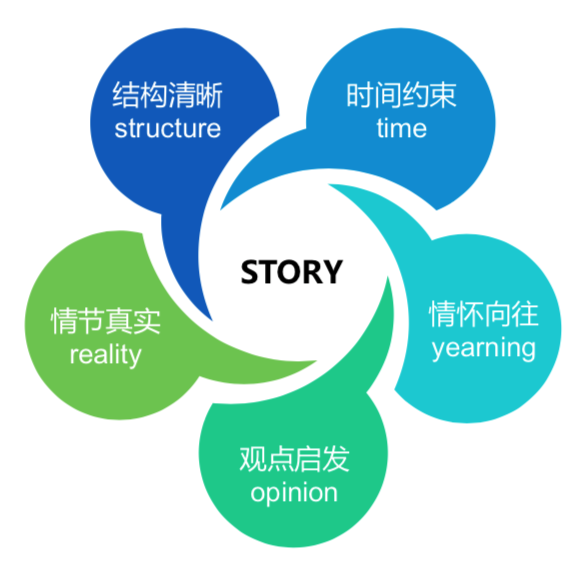 结构清晰
structure
时间约束
time
STORY
情怀向往
yearning
情节真实
reality
观点启发
opinion